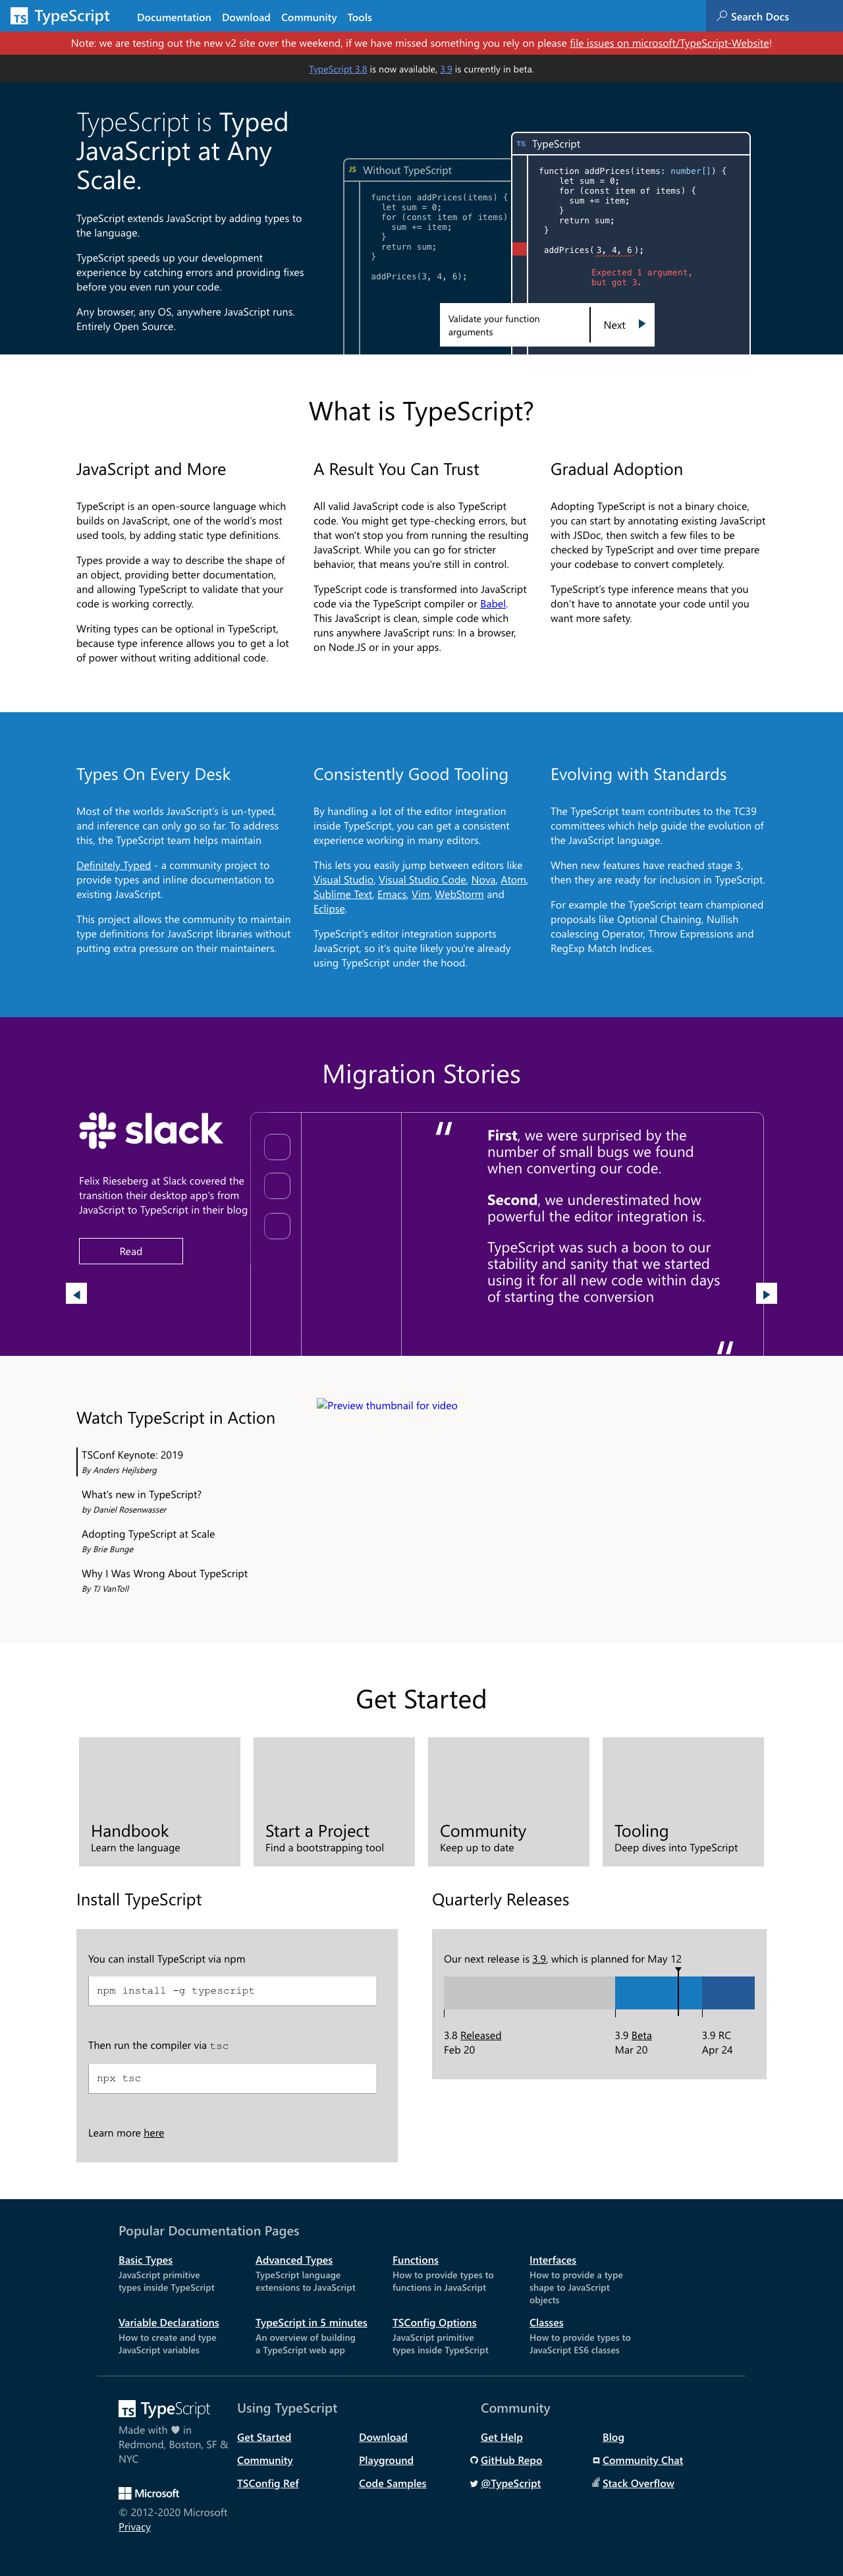 TS TypeScript Documentation Download Community Tools Search Docs
Note: we are testing out the new v2 site over the weekend, if we have missed something you rely on please file issues on microsoft/TypeScript-Website!
TypeScript 3.8 is now available, 3.9 is currently in beta.
TypeScript is Typed
JavaScript at Any
Scale.
TypeScript extends JavaScript by adding types to
the language.
TypeScript speeds up your development
experience by catching errors and providing fixes
before you even run your code.
Any browser, any OS, anywhere JavaScript runs.
Entirely Open Source.
JS Without TypeScript
function addPrices(items) {
let sum = 0;
for (const item of items)
sum += item;
}
return sum;
}
addPrices(3, 4, 6);
TS TypeScript
function addPrices(items: number[]) {
let sum = 0;
for (const item of items) {
sum += item;
}
return sum;
}
addPrices(3, 4, 6);
Expected 1 argument,
but got 3.
Validate your function
arguments
Next
What is TypeScript?
JavaScript and More
TypeScript is an open-source language which
builds on JavaScript, one of the world's most
used tools, by adding static type definitions.
Types provide a way to describe the shape of
an object, providing better documentation,
and allowing TypeScript to validate that your
code is working correctly.
Writing types can be optional in TypeScript,
because type inference allows you to get a lot
of power without writing additional code.
A Result You Can Trust
All valid JavaScript code is also TypeScript
code. You might get type-checking errors, but
that won't stop you from running the resulting
JavaScript. While you can go for stricter
behavior, that means you're still in control.
TypeScript code is transformed into JavaScript
code via the TypeScript compiler or Babel.
This JavaScript is clean, simple code which
runs anywhere JavaScript runs: In a browser,
on Node.JS or in your apps.
Gradual Adoption
Adopting TypeScript is not a binary choice,
you can start by annotating existing JavaScript
with JSDoc, then switch a few files to be
checked by TypeScript and over time prepare
your codebase to convert completely.
TypeScript's type inference means that you
don't have to annotate your code until you
want more safety.
Types On Every Desk
Most of the worlds JavaScript's is un-typed,
and inference can only go so far. To address
this, the TypeScript team helps maintain
Definitely Typed - a community project to
provide types and inline documentation to
existing JavaScript.
This project allows the community to maintain
type definitions for JavaScript libraries without
putting extra pressure on their maintainers.
Consistently Good Tooling
By handling a lot of the editor integration
inside TypeScript, you can get a consistent
experience working in many editors.
This lets you easily jump between editors like
Visual Studio, Visual Studio Code, Nova, Atom,
Sublime Text, Emacs, Vim, WebStorm and
Eclipse.
TypeScript's editor integration supports
JavaScript, so it's quite likely you're already
using TypeScript under the hood.
Evolving with Standards
The TypeScript team contributes to the TC39
committees which help guide the evolution of
the JavaScript language.
When new features have reached stage 3,
then they are ready for inclusion in TypeScript.
For example the TypeScript team championed
proposals like Optional Chaining, Nullish
coalescing Operator, Throw Expressions and
RegExp Match Indices.
Migration Stories
slack
Felix Rieseberg at Slack covered the
transition their desktop app's from
JavaScript to TypeScript in their blog
Read
"
First, we were surprised by the
number of small bugs we found
when converting our code.
Second, we underestimated how
powerful the editor integration is.
TypeScript was such a boon to our
stability and sanity that we started
using it for all new code within days
of starting the conversion
"
Watch TypeScript in Action
TSConf Keynote: 2019
By Anders Hejlsberg
What's new in TypeScript?
by Daniel Rosenwasser
Adopting TypeScript at Scale
By Brie Bunge
Why I Was Wrong About TypeScript
By TJ VanToll
Preview thumbnail for video
Get Started
Handbook
Learn the language
Start a Project
Find a bootstrapping tool
Community
Keep up to date
Tooling
Deep dives into TypeScript
Install TypeScript
You can install TypeScript via npm
npm install -g typescript
Then run the compiler via tsc
npx tsc
Learn more here
Quarterly Releases
Our next release is 3.9, which is planned for May 12
3.8 Released
Feb 20
3.9 Beta
Mar 20
3.9 RC
Apr 24
Popular Documentation Pages
Basic Types
JavaScript primitive
types inside TypeScript
Advanced Types
TypeScript language
extensions to JavaScript
Functions
How to provide types to
functions in JavaScript
Interfaces
How to provide a type
shape to JavaScript
objects
Variable Declarations
How to create and type
JavaScript variables
TypeScript in 5 minutes
An overview of building
a TypeScript web app
TSConfig Options
JavaScript primitive
types inside TypeScript
Classes
How to provide types to
JavaScript ES6 classes
TS TypeScript
Made with ♥ in
Redmond, Boston, SF &
NYC
Microsoft
© 2012-2020 Microsoft
Privacy
Using TypeScript
Get Started
Download
Community
Playground
TSConfig Ref
Code Samples
Community
Get Help
Blog
GitHub Repo
Community Chat
@TypeScript
Stack Overflow